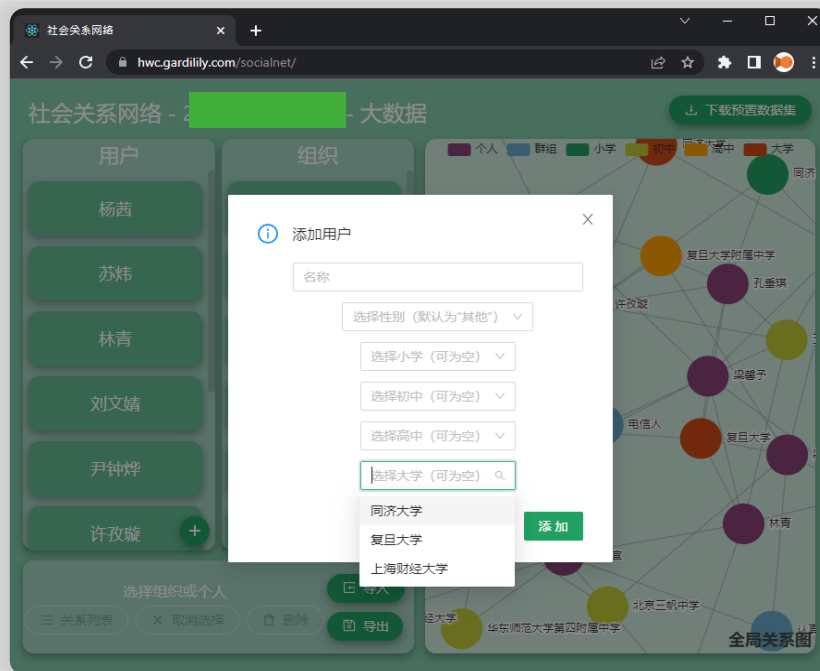 社会关系网络
hwc.gardilily.com/socialnet/
社会关系网络 - 2
- 大数据
下载预置数据集
用户
组织
个人
群组
小学
初中
高中
大学
杨茜
苏炜
林青
刘文婧
尹钟烨
许孜璇
添加用户
名称
选择性别（默认为“其他”）
选择小学（可为空）
选择初中（可为空）
选择高中（可为空）
选择大学（可为空）
同济大学
复旦大学
上海财经大学
添 加
选择组织或个人
关系列表
取消选择
删除
导入
导出
同济大学
同济
复旦大学附属中学
孔垂琪
许孜璇
梁馨予
电信人
复旦大学
林青
北京三帆中学
经大学
华东师范大学第四附属中学
全局关系图